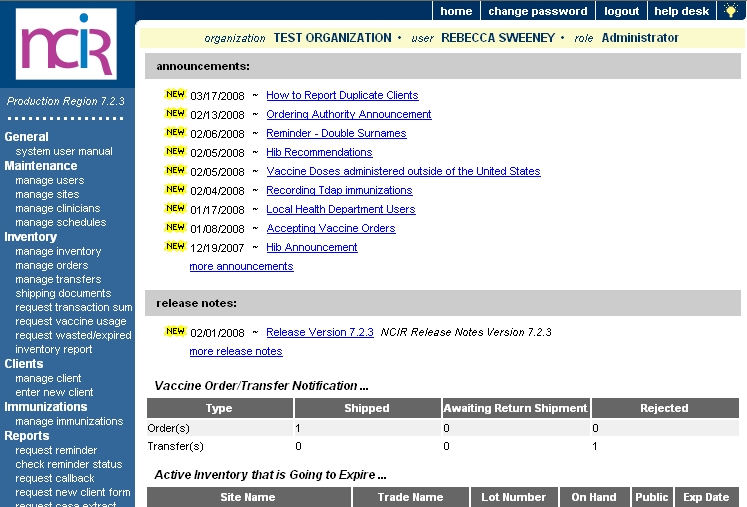 home change password logout help desk
ncir
organization TEST ORGANIZATION • user REBECCA SWEENEY • role Administrator
Production Region 7.2.3
General
system user manual
Maintenance
manage users
manage sites
manage clinicians
manage schedules
Inventory
manage inventory
manage orders
manage transfers
shipping documents
request transaction sum
request vaccine usage
request wasted/expired
inventory report
Clients
manage client
enter new client
Immunizations
manage immunizations
Reports
request reminder
check reminder status
request callback
request new client form
request case extract
announcements:
NEW 03/17/2008 ~ How to Report Duplicate Clients
NEW 02/13/2008 ~ Ordering Authority Announcement
NEW 02/06/2008 ~ Reminder - Double Surnames
NEW 02/05/2008 ~ Hib Recommendations
NEW 02/05/2008 ~ Vaccine Doses administered outside of the United States
NEW 02/04/2008 ~ Recording Tdap immunizations
NEW 01/17/2008 ~ Local Health Department Users
NEW 01/08/2008 ~ Accepting Vaccine Orders
NEW 12/19/2007 ~ Hib Announcement
more announcements
release notes:
NEW 02/01/2008 ~ Release Version 7.2.3 NCIR Release Notes Version 7.2.3
more release notes
Vaccine Order/Transfer Notification ...
Type Shipped Awaiting Return Shipment Rejected
Order(s) 1 0 0
Transfer(s) 0 0 1
Active Inventory that is Going to Expire ...
Site Name Trade Name Lot Number On Hand Public Exp Date